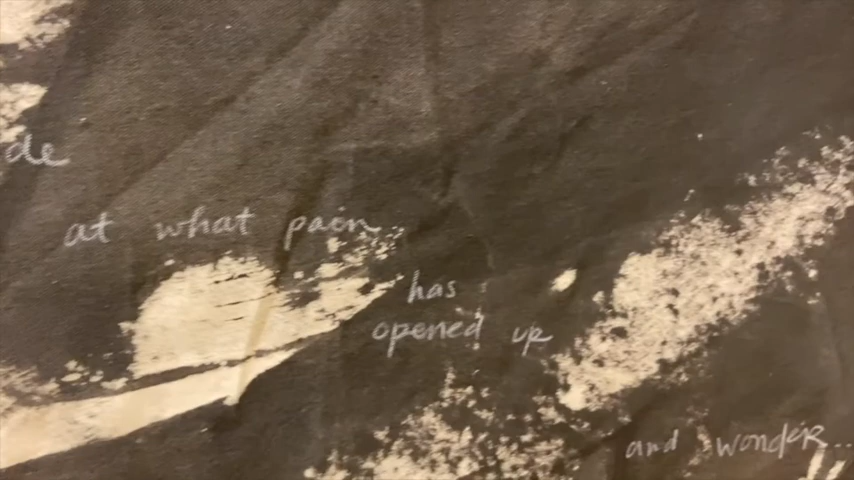 de
at what pain
has
opened up
and wonder...